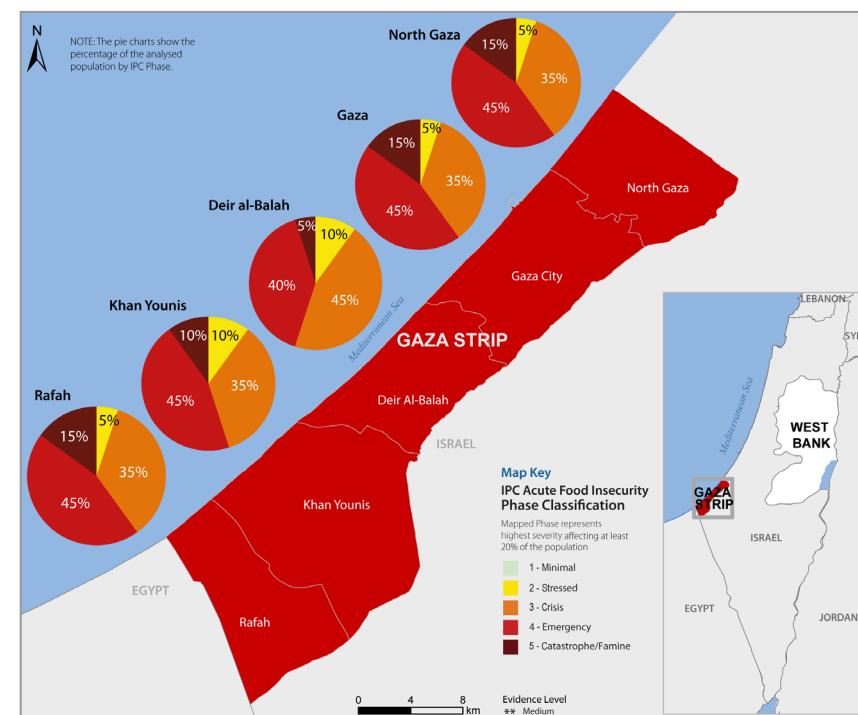 N
NOTE: The pie charts show the
percentage of the analysed
population by IPC Phase.
North Gaza
5%
15%
35%
45%
Gaza
5%
15%
35%
45%
Deir al-Balah
5%
10%
40%
45%
Khan Younis
10%
10%
35%
45%
Rafah
5%
15%
35%
45%
North Gaza
Gaza City
Mediterranean Sea
GAZA STRIP
Deir Al-Balah
ISRAEL
Khan Younis
EGYPT
Rafah
Map Key
IPC Acute Food Insecurity
Phase Classification
Mapped Phase represents
highest severity affecting at least
20% of the population
1 - Minimal
2 - Stressed
3 - Crisis
4 - Emergency
5 - Catastrophe/Famine
0 4 8
km
Evidence Level
** Medium
LEBANON
SY
Mediterranean Sea
WEST
BANK
GAZA
STRIP
ISRAEL
EGYPT
JORDAN